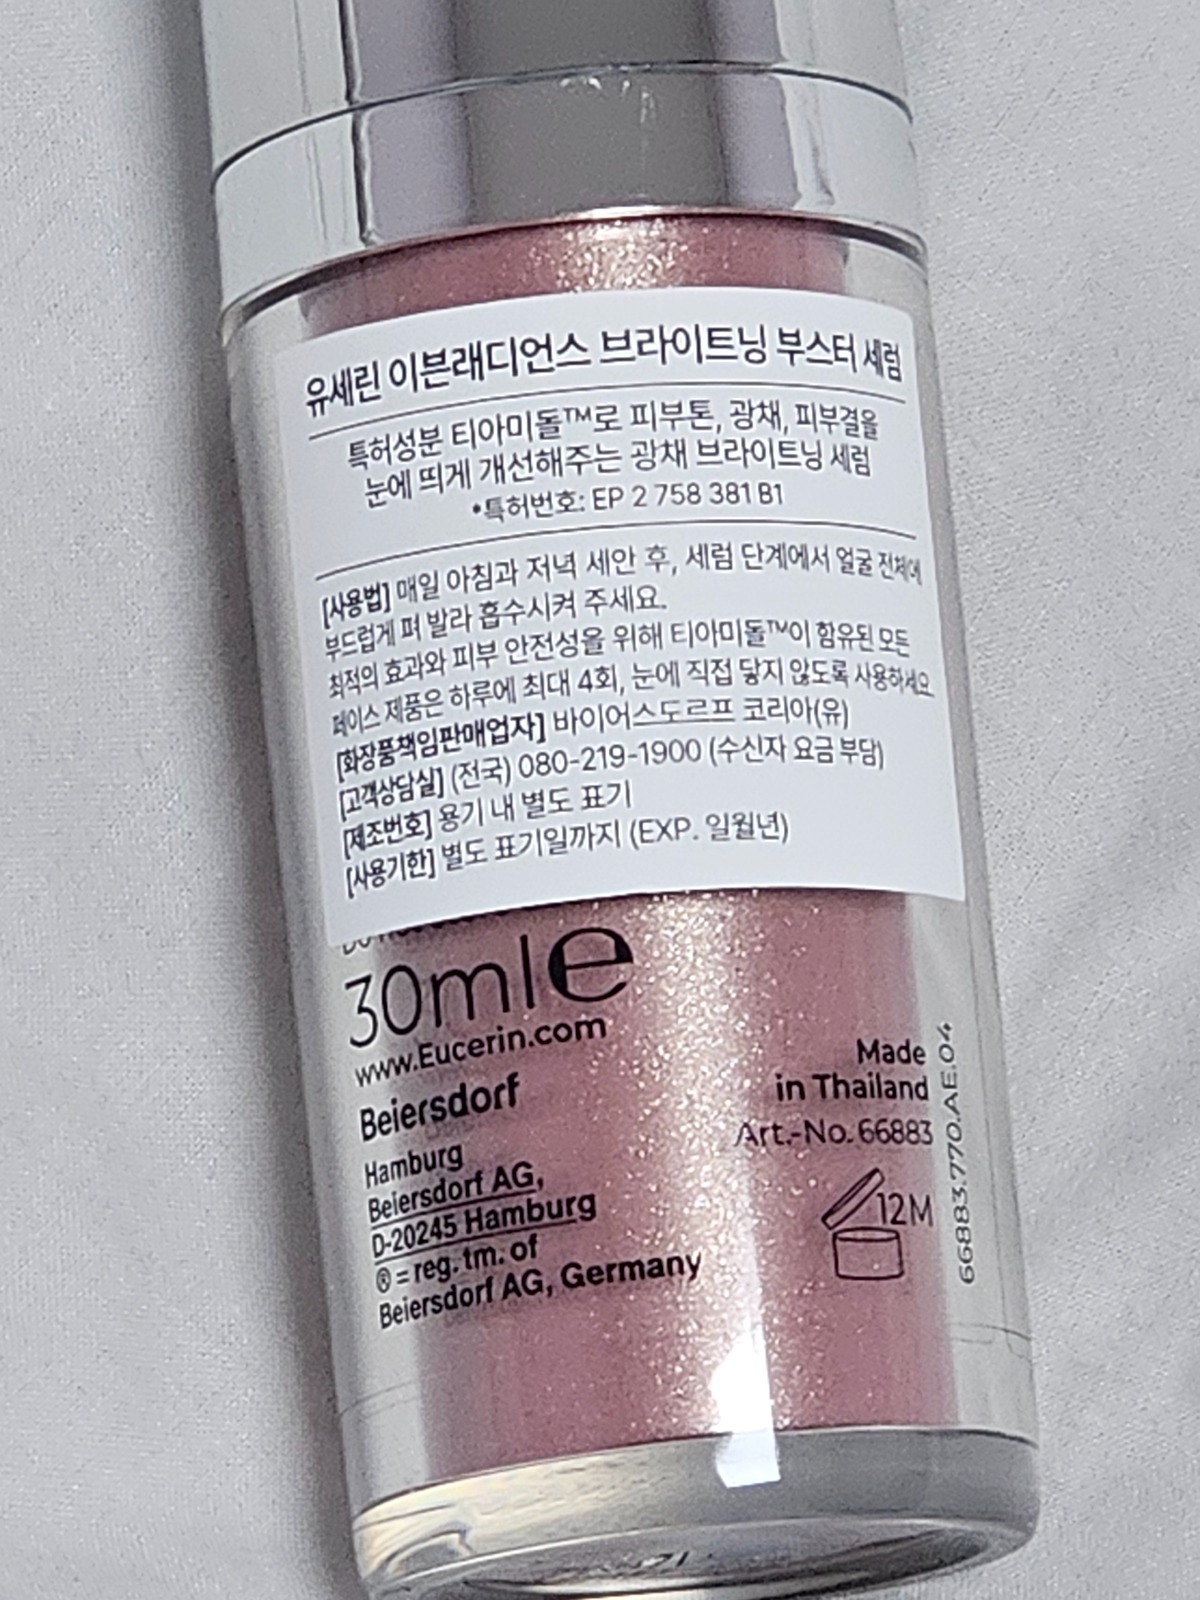 유세린 이븐래디언스 브라이트닝 부스터 세럼
특허성분 티아미돌™로 피부톤, 광채, 피부결을
눈에 띄게 개선해주는 광채 브라이트닝 세럼
*특허번호: EP 2 758 381 B1
[사용법] 매일 아침과 저녁 세안 후, 세럼 단계에서 얼굴 전체에
부드럽게 펴 발라 흡수시켜 주세요.
최적의 효과와 피부 안전성을 위해 티아미돌™이 함유된 모든
페이스 제품은 하루에 최대 4회, 눈에 직접 닿지 않도록 사용하세요.
[화장품책임판매업자] 바이어스도르프 코리아(유)
[고객상담실] (전국) 080-219-1900 (수신자 요금 부담)
[제조번호] 용기 내 별도 표기
[사용기한] 별도 표기일까지 (EXP. 일월년)
30ml e
www.Eucerin.com
Beiersdorf
Hamburg
Beiersdorf AG,
D-20245 Hamburg
® = reg. tm. of
Beiersdorf AG, Germany
Made
in Thailand
Art.-No. 66883
12M
66883.770.AE.04